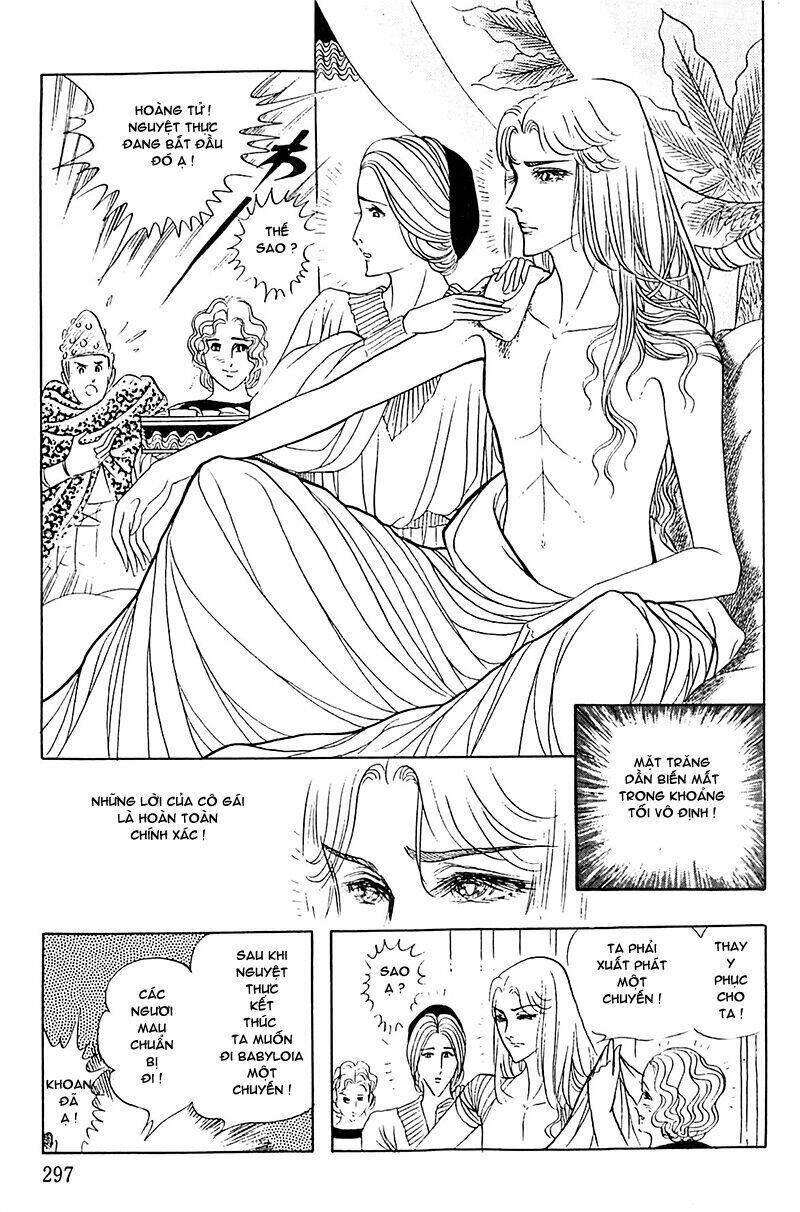 HOÀNG TỬ !
NGUYỆT THỰC
ĐANG BẮT ĐẦU
ĐÓ Ạ !
THẾ
SAO ?
MẶT TRĂNG
DẦN BIẾN MẤT
TRONG KHOẢNG
TỐI VÔ ĐỊNH !
NHỮNG LỜI CỦA CÔ GÁI
LÀ HOÀN TOÀN
CHÍNH XÁC !
THAY
Y
PHỤC
CHO
TA !
TA PHẢI
XUẤT PHÁT
MỘT
CHUYẾN !
SAO
Ạ ?
SAU KHI
NGUYỆT
THỰC
KẾT
THÚC
TA MUỐN
ĐI BABYLOIA
MỘT
CHUYẾN !
CÁC
NGƯƠI
MAU
CHUẨN
BỊ
ĐI !
KHOAN
ĐÃ
Ạ !
297